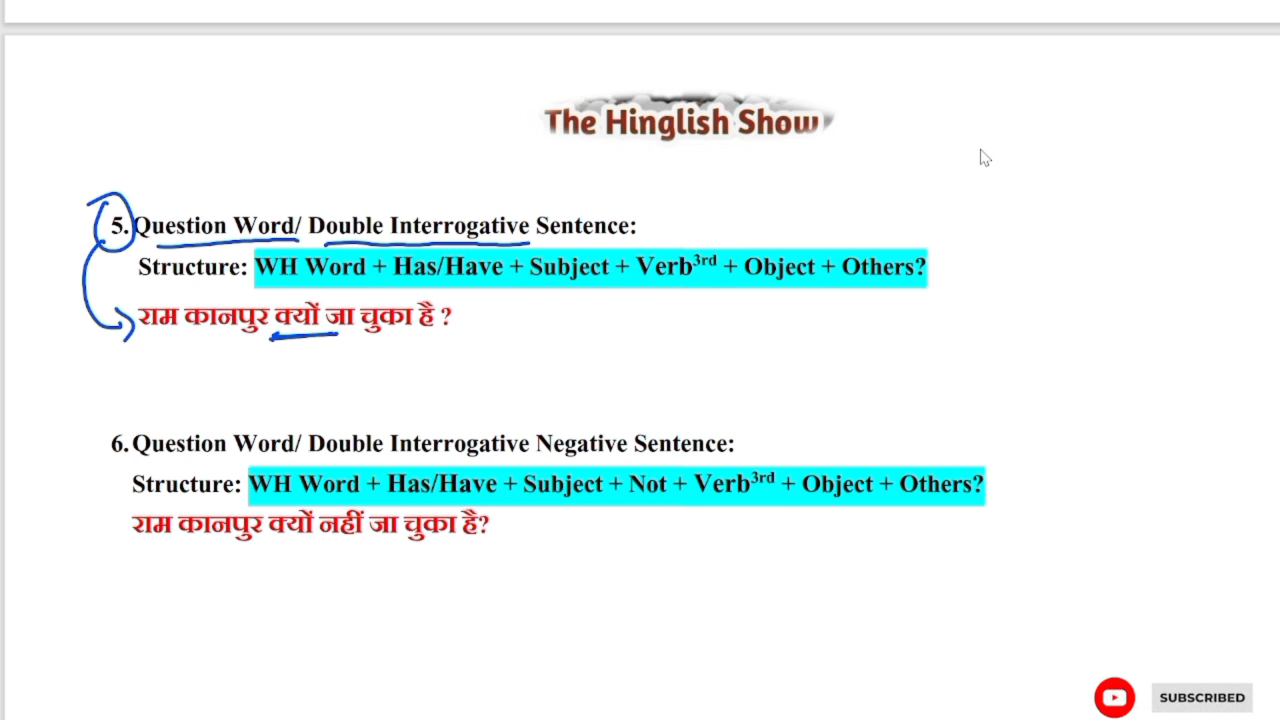 The Hinglish Show
5. Question Word/ Double Interrogative Sentence:
Structure: WH Word + Has/Have + Subject + Verb3rd + Object + Others?
राम कानपुर क्यों जा चुका है ?
6. Question Word/ Double Interrogative Negative Sentence:
Structure: WH Word + Has/Have + Subject + Not + Verb3rd + Object + Others?
राम कानपुर क्यों नहीं जा चुका है?
SUBSCRIBED